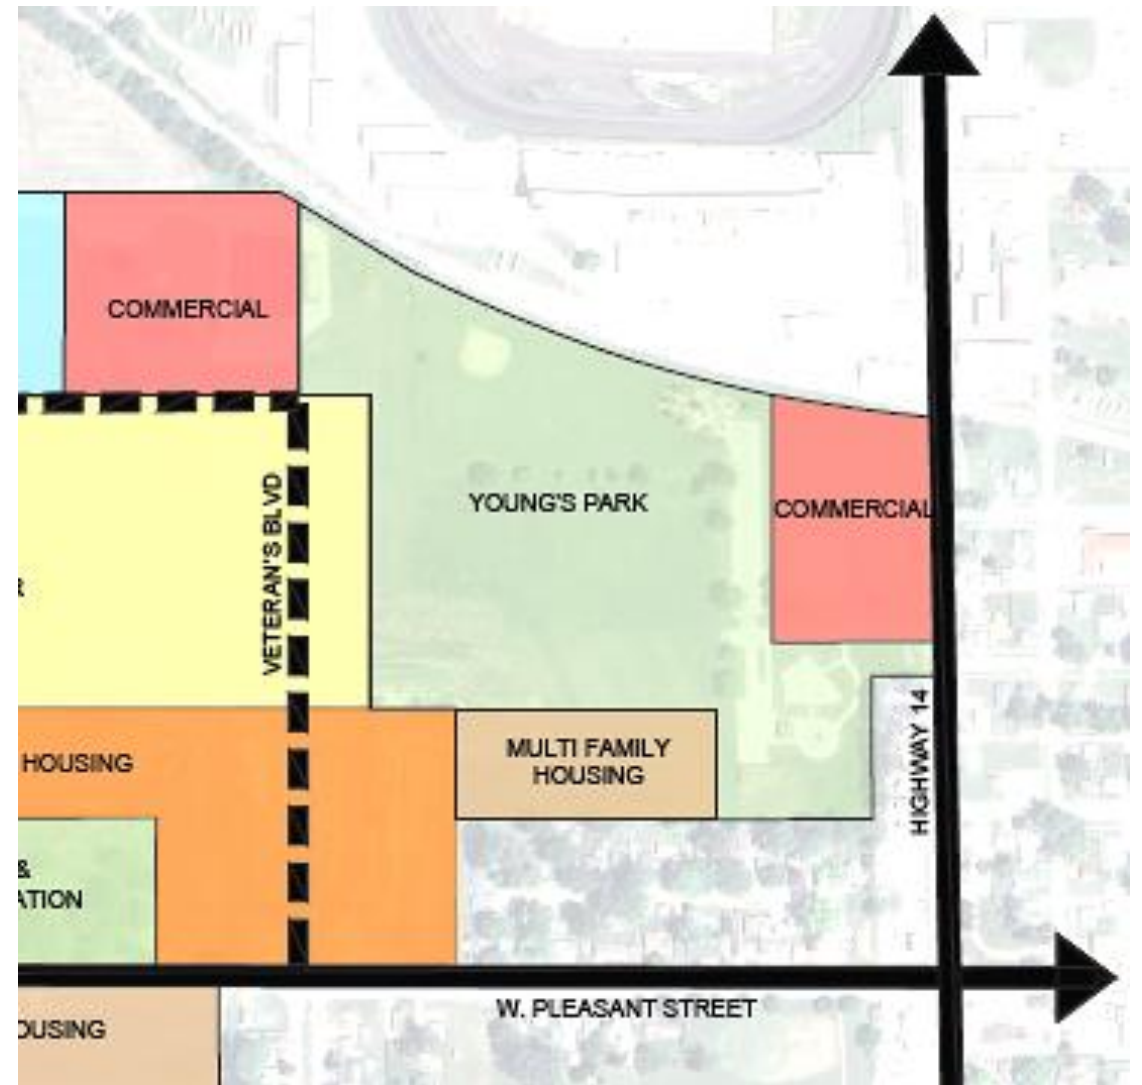 COMMERCIAL
YOUNG'S PARK
COMMERCIAL
VETERAN'S BLVD
HOUSING
MULTI FAMILY
HOUSING
HIGHWAY 14
&
ATION
W. PLEASANT STREET
OUSING